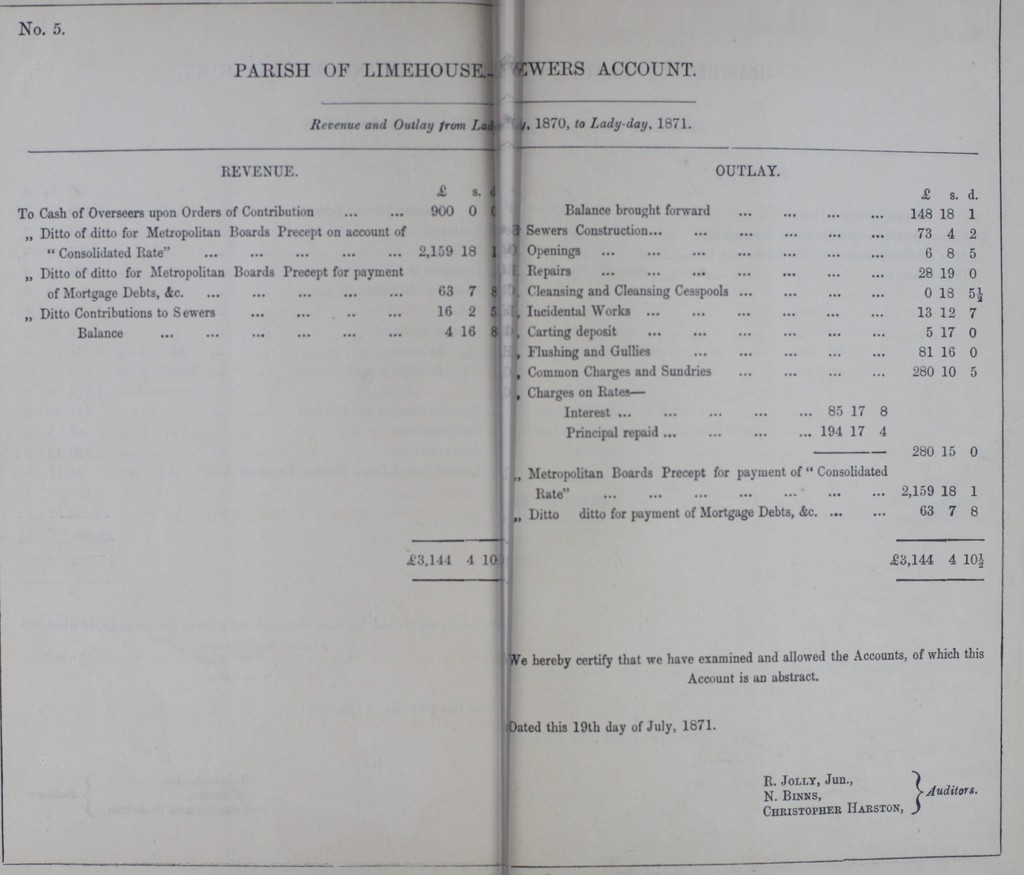 No. 5.
PARISH OF LIMEHOUSE.—EWERS ACCOUNT.
Revenue and Outlay from Lad y, 1870, to Lady-day, 1871.
REVENUE.
£ s. d
To Cash of Overseers upon Orders of Contribution ... ... 900 0
„ Ditto of ditto for Metropolitan Boards Precept on account of
“ Consolidated Rate” ... ... ... ... ... 2,159 18 1
„ Ditto of ditto for Metropolitan Boards Precept for payment
of Mortgage Debts, &c. ... ... ... ... ... 63 7 8
„ Ditto Contributions to Sewers ... ... .. ... 16 2 5
Balance ... ... ... ... ... ... 4 16 8
£3,144 4 10
OUTLAY.
£ s. d.
Balance brought forward ... ... ... ... 148 18 1
Sewers Construction... ... ... ... ... ... 73 4 2
Openings ... ... ... ... ... ... ... 6 8 5
Repairs ... ... ... ... ... ... 28 19 0
Cleansing and Cleansing Cesspools ... ... ... ... 0 18 5½
, Incidental Works ... ... ... ... ... ... 13 12 7
, Carting deposit ... ... ... ... ... ... 5 17 0
, Flushing and Gullies ... ... ... ... ... 81 16 0
, Common Charges and Sundries ... ... ... ... 280 10 5
, Charges on Rates—
Interest ... ... ... ... ... 85 17 8
Principal repaid ... ... ... ... 194 17 4
280 15 0
„ Metropolitan Boards Precept for payment of “ Consolidated
Rate” ... ... ... ... ... ... ... 2,159 18 1
„ Ditto ditto for payment of Mortgage Debts, &c. ... ... 63 7 8
£3,144 4 10½
We hereby certify that we have examined and allowed the Accounts, of which this
Account is an abstract.
Dated this 19th day of July, 1871.
R. JOLLY, Jun.,
N. BINNS,
CHRISTOPHER HARSTON,
} Auditors.